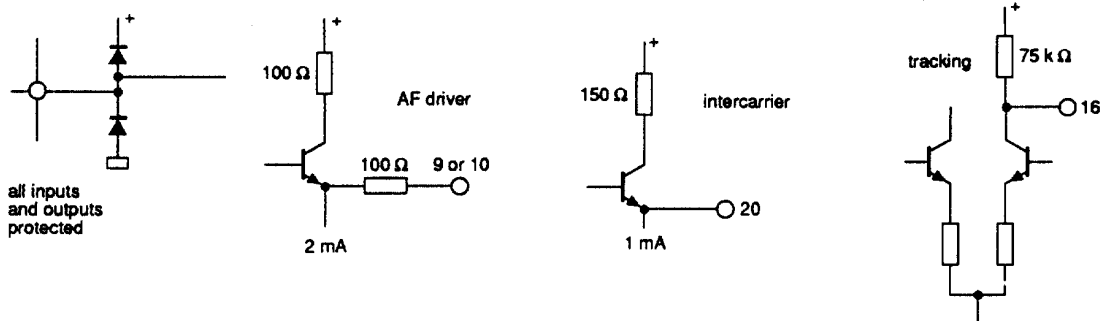 +
all inputs
and outputs
protected
+
100 Ω
AF driver
100 Ω
9 or 10
2 mA
+
150 Ω
intercarrier
20
1 mA
+
tracking
75 k Ω
16